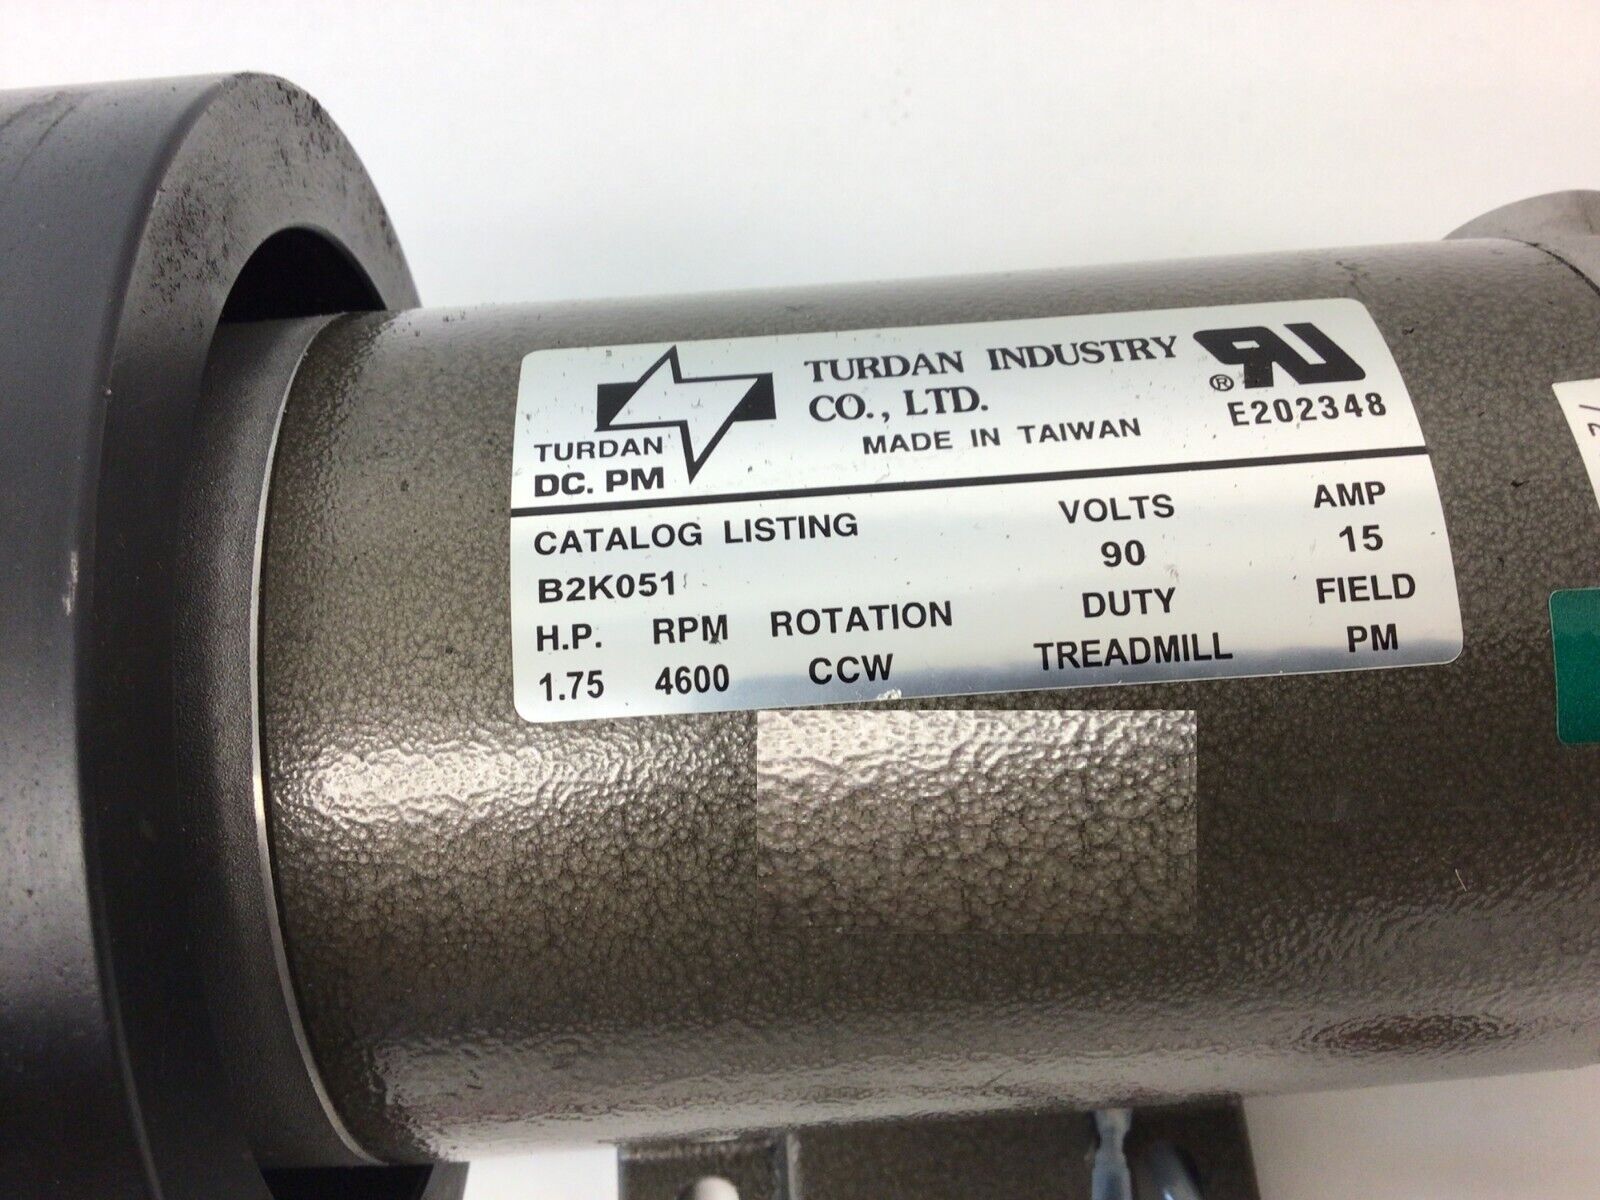 TURDAN INDUSTRY
CO., LTD.
MADE IN TAIWAN
®
E202348
TURDAN
DC. PM
CATALOG LISTING VOLTS AMP
B2K051 90 15
H.P. RPM ROTATION DUTY FIELD
1.75 4600 CCW TREADMILL PM